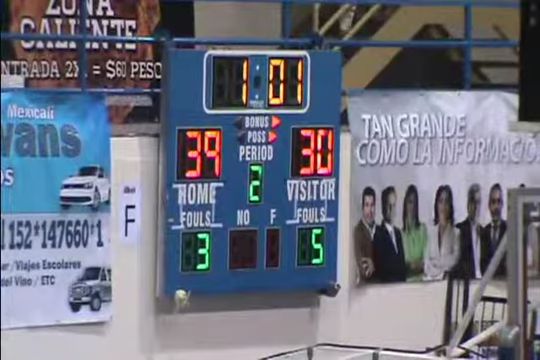 ZONA
CALIENTE
ENTRADA 2X1 = $60 PESO
Mexicali
Vans
152*147660*1
/Viajes Escolares
del Vino / ETC
F
1:01
BONUS
POSS
PERIOD
39
30
2
HOME
VISITOR
FOULS
NO
F
FOULS
3
5
TAN GRANDE
COMO LA INFORMACIÓ